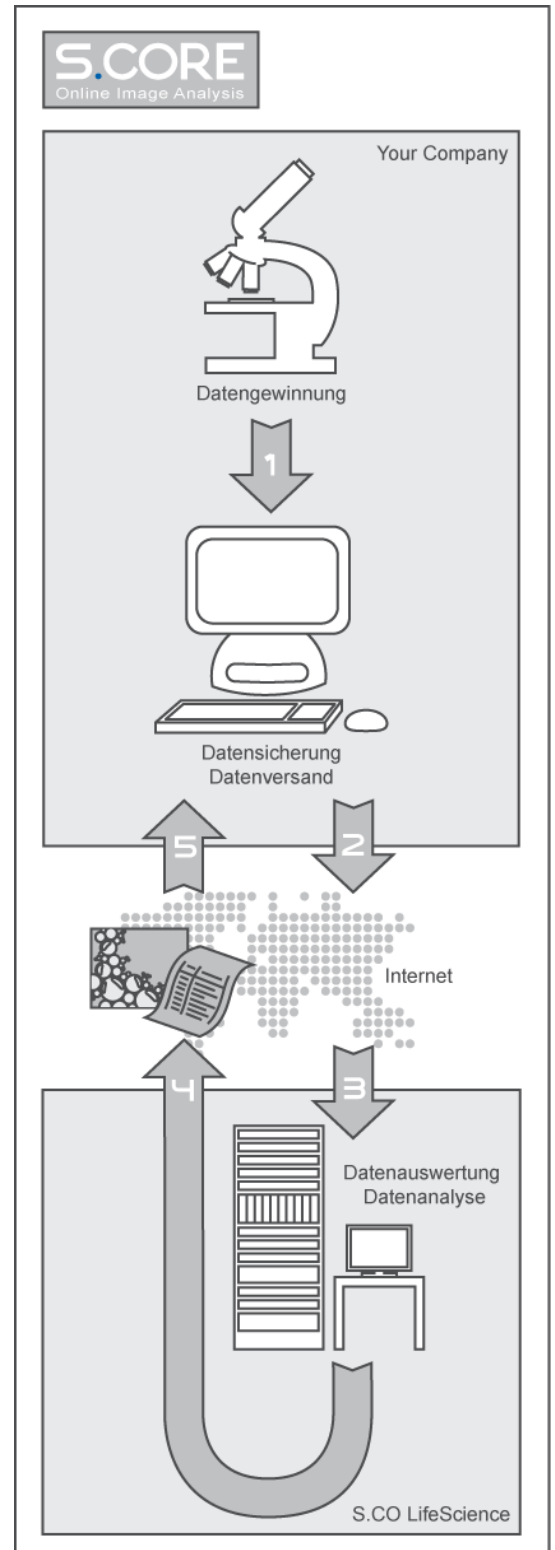 S.CORE
Online Image Analysis
Your Company
Datengewinnung
1
Datensicherung
Datenversand
5
2
Internet
4
3
Datenauswertung
Datenanalyse
S.CO LifeScience